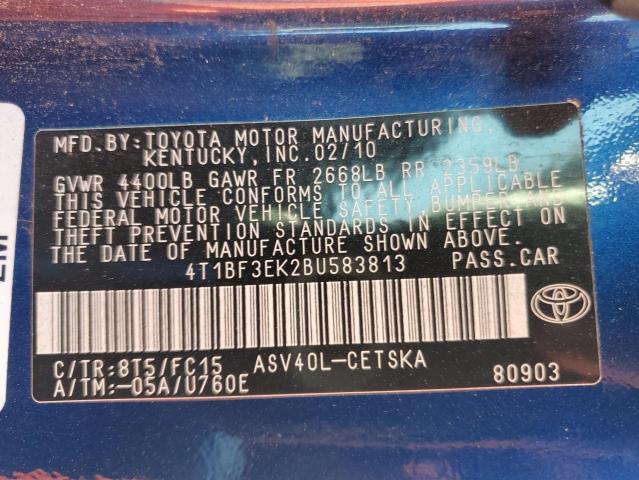 MFD.BY:TOYOTA MOTOR MANUFACTURING,
KENTUCKY, INC. 02/10
GVWR 4400LB GAWR FR 2668LB RR 2359LB
THIS VEHICLE CONFORMS TO ALL APPLICABLE
FEDERAL MOTOR VEHICLE SAFETY BUMPER AND
THEFT PREVENTION STANDARDS IN EFFECT ON
THE DATE OF MANUFACTURE SHOWN ABOVE.
4T1BF3EK2BU583813 PASS.CAR
C/TR:8T5/FC15 ASV40L-CETSKA
A/TM:-05A/U760E 80903